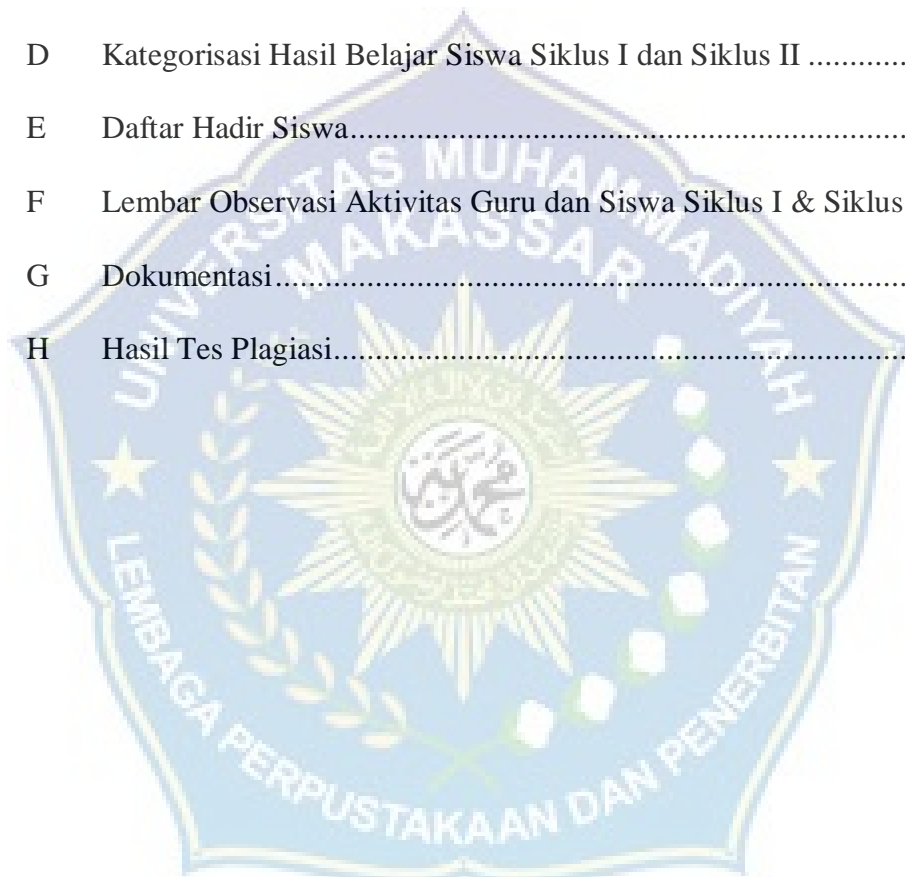 D Kategorisasi Hasil Belajar Siswa Siklus I dan Siklus II ............
E Daftar Hadir Siswa..................................................................
F Lembar Observasi Aktivitas Guru dan Siswa Siklus I & Siklus
G Dokumentasi...........................................................................
H Hasil Tes Plagiasi....................................................................
UNIVERSITAS MUHAMMADIYAH
MAKASSAR
LEMBAGA PERPUSTAKAAN DAN PENERBITAN